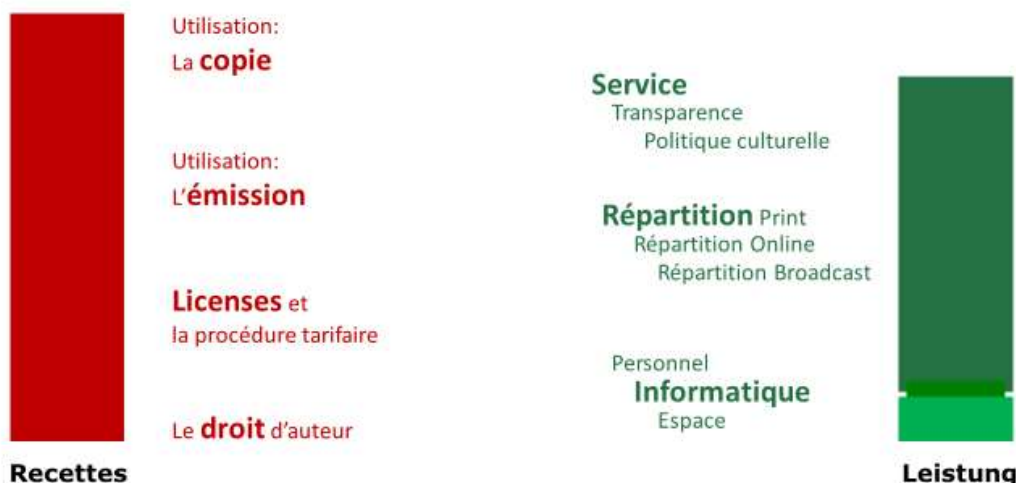 Utilisation:
La copie
Utilisation:
L'émission
Licenses et
la procédure tarifaire
Le droit d'auteur
Recettes
Service
Transparence
Politique culturelle
Répartition Print
Répartition Online
Répartition Broadcast
Personnel
Informatique
Espace
Leistung